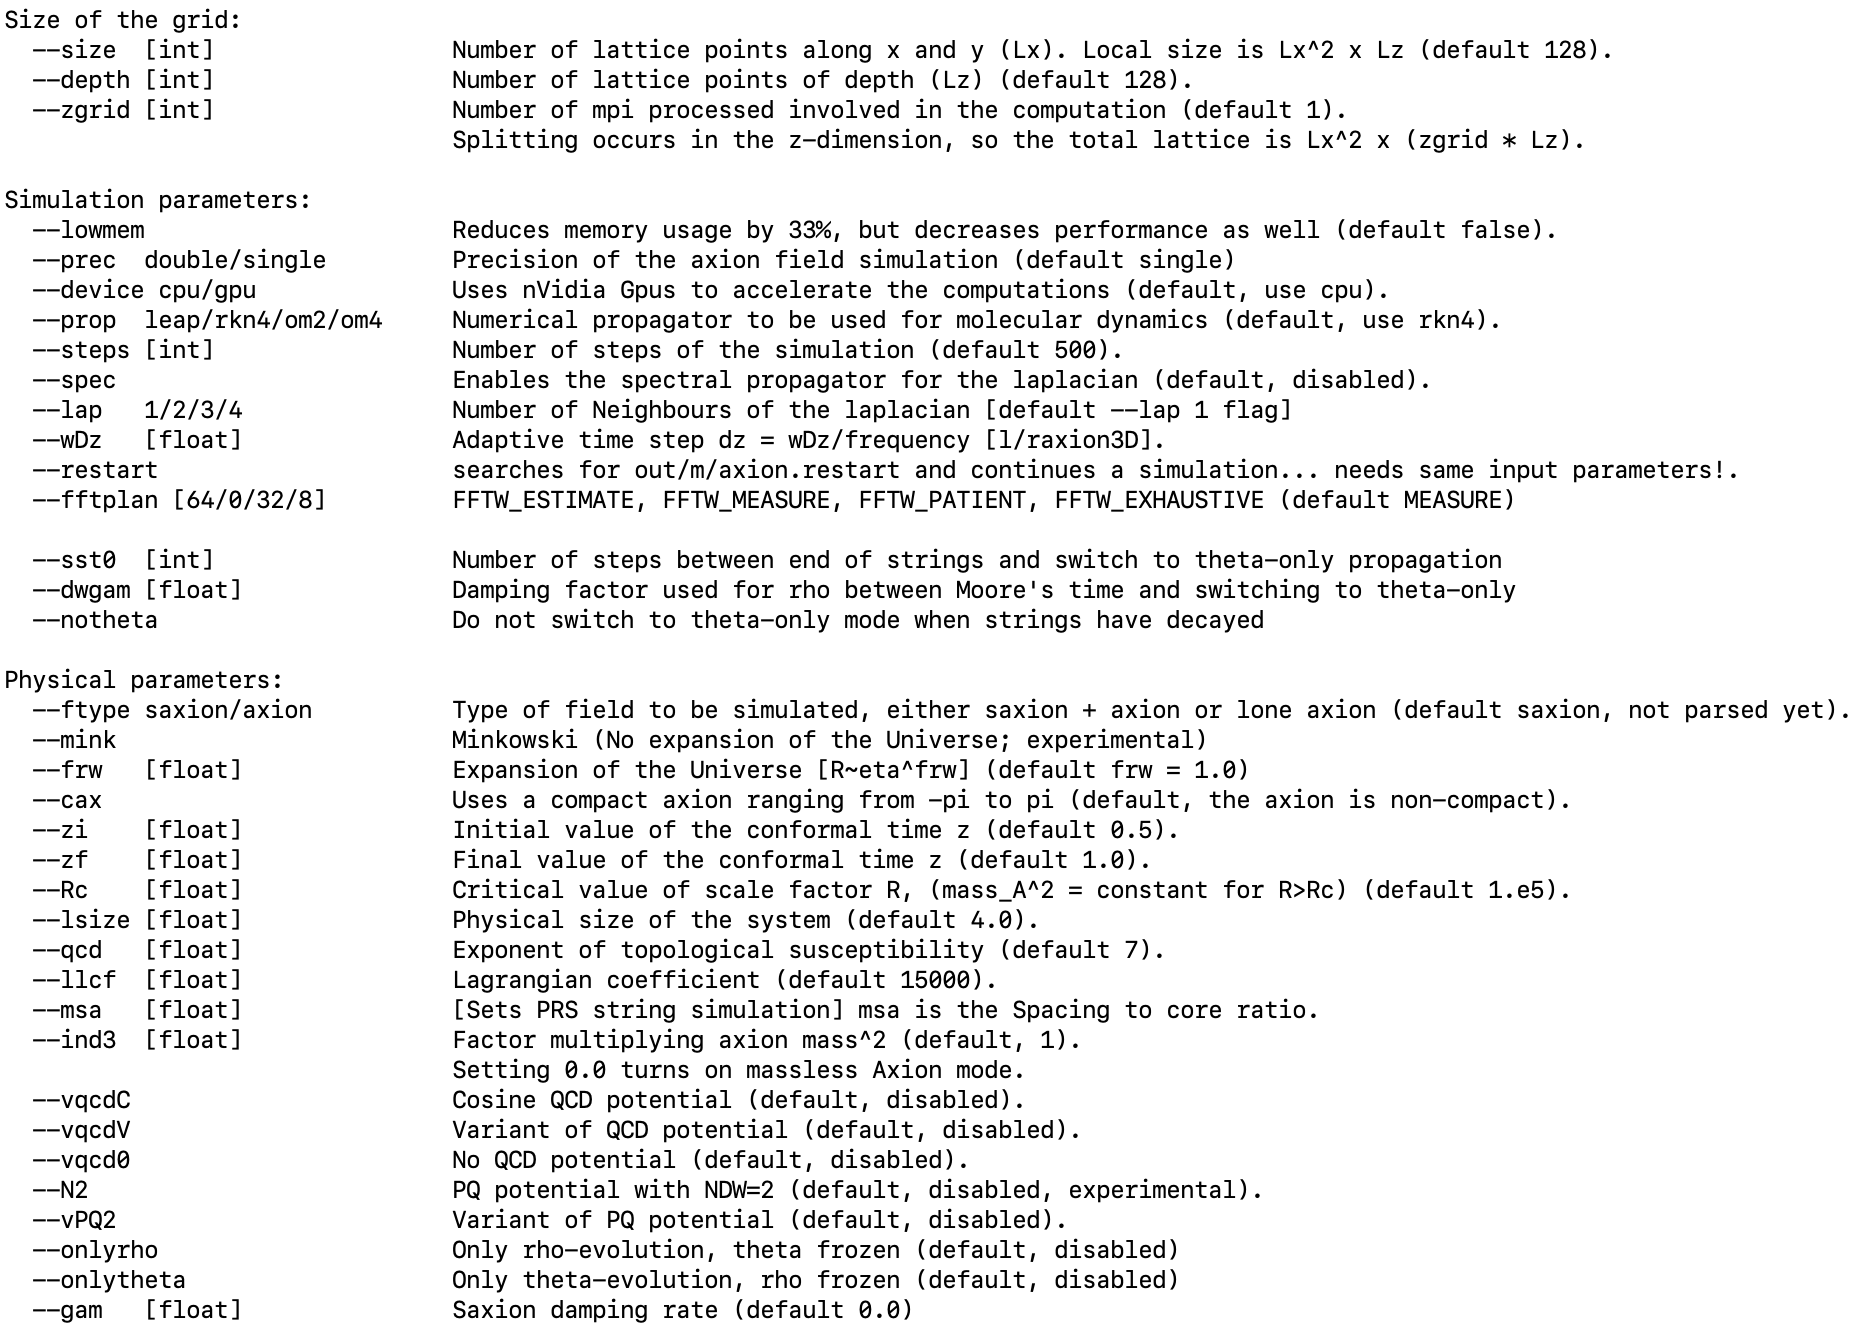 Size of the grid:
  --size  [int]                 Number of lattice points along x and y (Lx). Local size is Lx^2 x Lz (default 128).
  --depth [int]                 Number of lattice points of depth (Lz) (default 128).
  --zgrid [int]                 Number of mpi processed involved in the computation (default 1).
                                Splitting occurs in the z-dimension, so the total lattice is Lx^2 x (zgrid * Lz).

Simulation parameters:
  --lowmem                      Reduces memory usage by 33%, but decreases performance as well (default false).
  --prec  double/single         Precision of the axion field simulation (default single)
  --device cpu/gpu              Uses nVidia Gpus to accelerate the computations (default, use cpu).
  --prop  leap/rkn4/om2/om4     Numerical propagator to be used for molecular dynamics (default, use rkn4).
  --steps [int]                 Number of steps of the simulation (default 500).
  --spec                        Enables the spectral propagator for the laplacian (default, disabled).
  --lap   1/2/3/4               Number of Neighbours of the laplacian [default --lap 1 flag]
  --wDz   [float]               Adaptive time step dz = wDz/frequency [l/raxion3D].
  --restart                     searches for out/m/axion.restart and continues a simulation... needs same input parameters!.
  --fftplan [64/0/32/8]         FFTW_ESTIMATE, FFTW_MEASURE, FFTW_PATIENT, FFTW_EXHAUSTIVE (default MEASURE)

  --sst0  [int]                 Number of steps between end of strings and switch to theta-only propagation
  --dwgam [float]               Damping factor used for rho between Moore's time and switching to theta-only
  --notheta                     Do not switch to theta-only mode when strings have decayed

Physical parameters:
  --ftype saxion/axion          Type of field to be simulated, either saxion + axion or lone axion (default saxion, not parsed yet).
  --mink                        Minkowski (No expansion of the Universe; experimental)
  --frw   [float]               Expansion of the Universe [R~eta^frw] (default frw = 1.0)
  --cax                         Uses a compact axion ranging from -pi to pi (default, the axion is non-compact).
  --zi    [float]               Initial value of the conformal time z (default 0.5).
  --zf    [float]               Final value of the conformal time z (default 1.0).
  --Rc    [float]               Critical value of scale factor R, (mass_A^2 = constant for R>Rc) (default 1.e5).
  --lsize [float]               Physical size of the system (default 4.0).
  --qcd   [float]               Exponent of topological susceptibility (default 7).
  --llcf  [float]               Lagrangian coefficient (default 15000).
  --msa   [float]               [Sets PRS string simulation] msa is the Spacing to core ratio.
  --ind3  [float]               Factor multiplying axion mass^2 (default, 1).
                                Setting 0.0 turns on massless Axion mode.
  --vqcdC                       Cosine QCD potential (default, disabled).
  --vqcdV                       Variant of QCD potential (default, disabled).
  --vqcd0                       No QCD potential (default, disabled).
  --N2                          PQ potential with NDW=2 (default, disabled, experimental).
  --vPQ2                        Variant of PQ potential (default, disabled).
  --onlyrho                     Only rho-evolution, theta frozen (default, disabled)
  --onlytheta                   Only theta-evolution, rho frozen (default, disabled)
  --gam   [float]               Saxion damping rate (default 0.0)